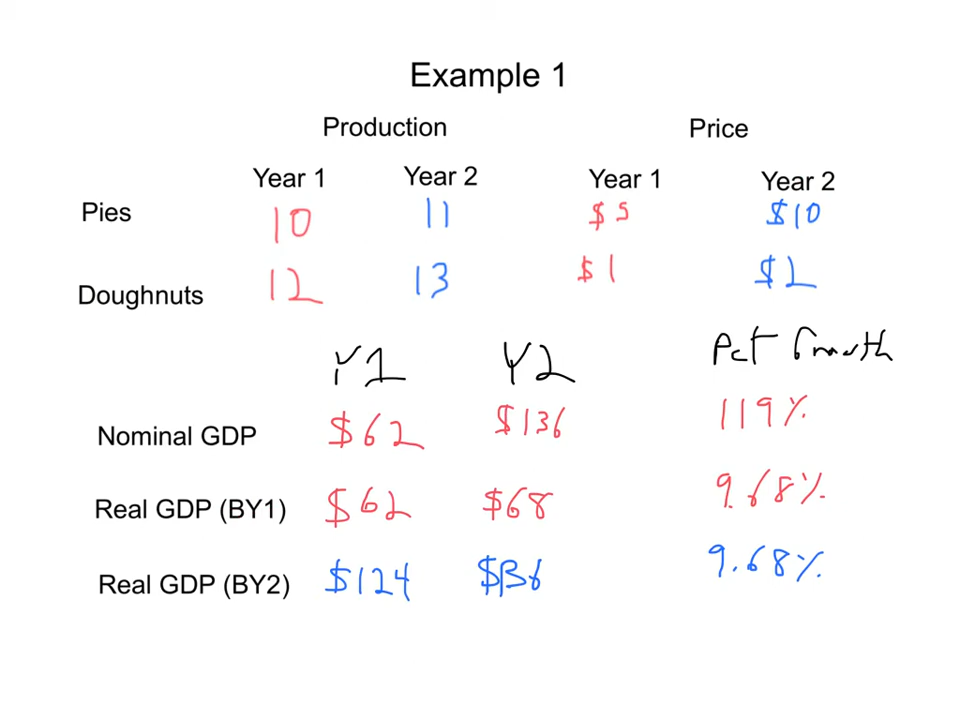 Example 1
Production Price
Year 1 Year 2 Year 1 Year 2
Pies 10 11 $5 $10
Doughnuts 12 13 $1 $2
Y1 Y2 Pct Growth
Nominal GDP $62 $136 119%
Real GDP (BY1) $62 $68 9.68%
Real GDP (BY2) $124 $136 9.68%